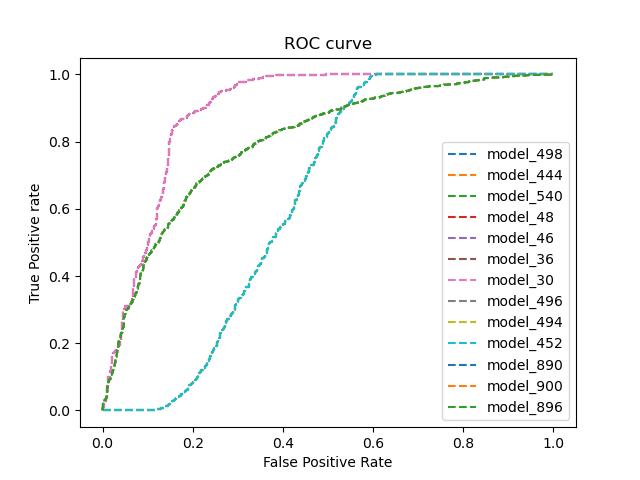 ROC curve
True Positive rate
1.0
0.8
0.6
0.4
0.2
0.0
0.0
0.2
0.4
0.6
0.8
1.0
False Positive Rate
model_498
model_444
model_540
model_48
model_46
model_36
model_30
model_496
model_494
model_452
model_890
model_900
model_896